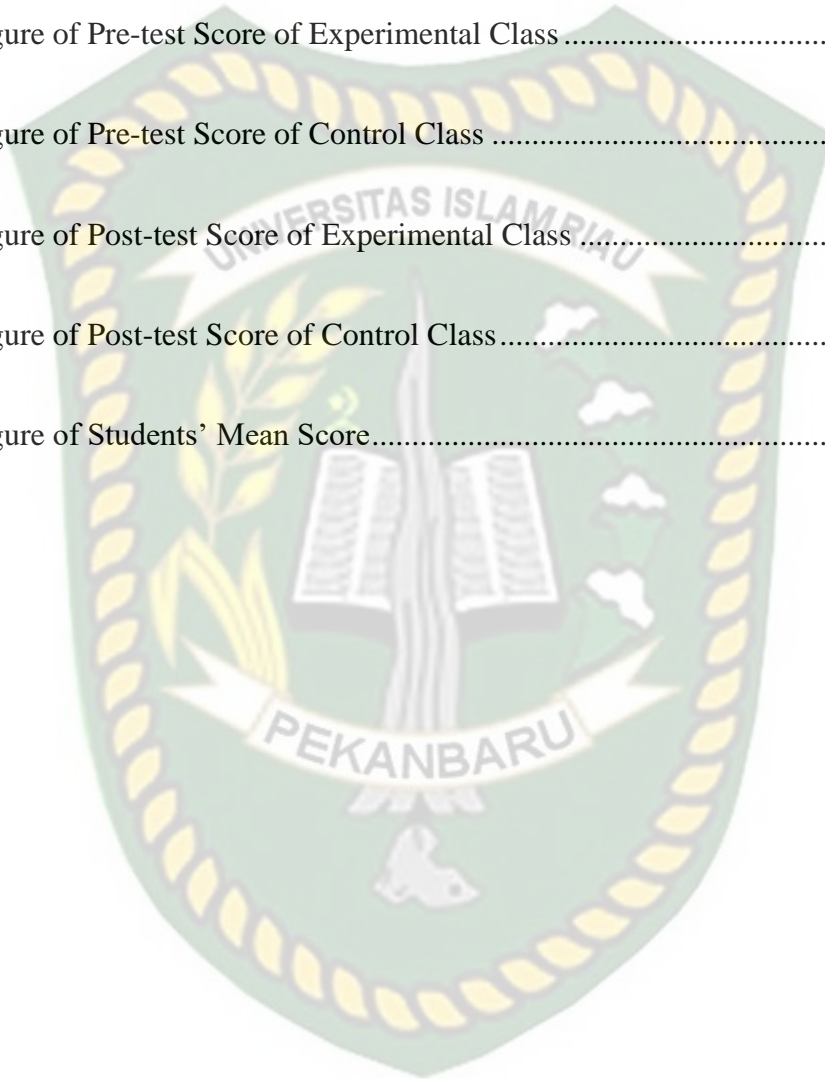 gure of Pre-test Score of Experimental Class................................
gure of Pre-test Score of Control Class ..........................................
UNIVERSITAS ISLAM RIAU
gure of Post-test Score of Experimental Class ..............................
gure of Post-test Score of Control Class........................................
gure of Students’ Mean Score........................................................
PEKANBARU